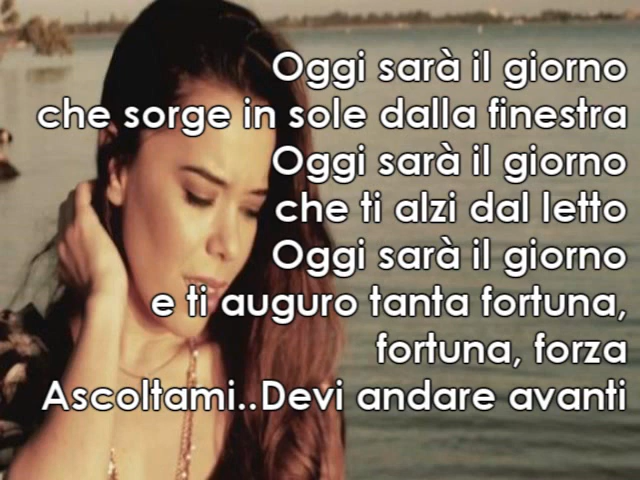 Oggi sarà il giorno
che sorge in sole dalla finestra
Oggi sarà il giorno
che ti alzi dal letto
Oggi sarà il giorno
e ti auguro tanta fortuna,
fortuna, forza
Ascoltami..Devi andare avanti